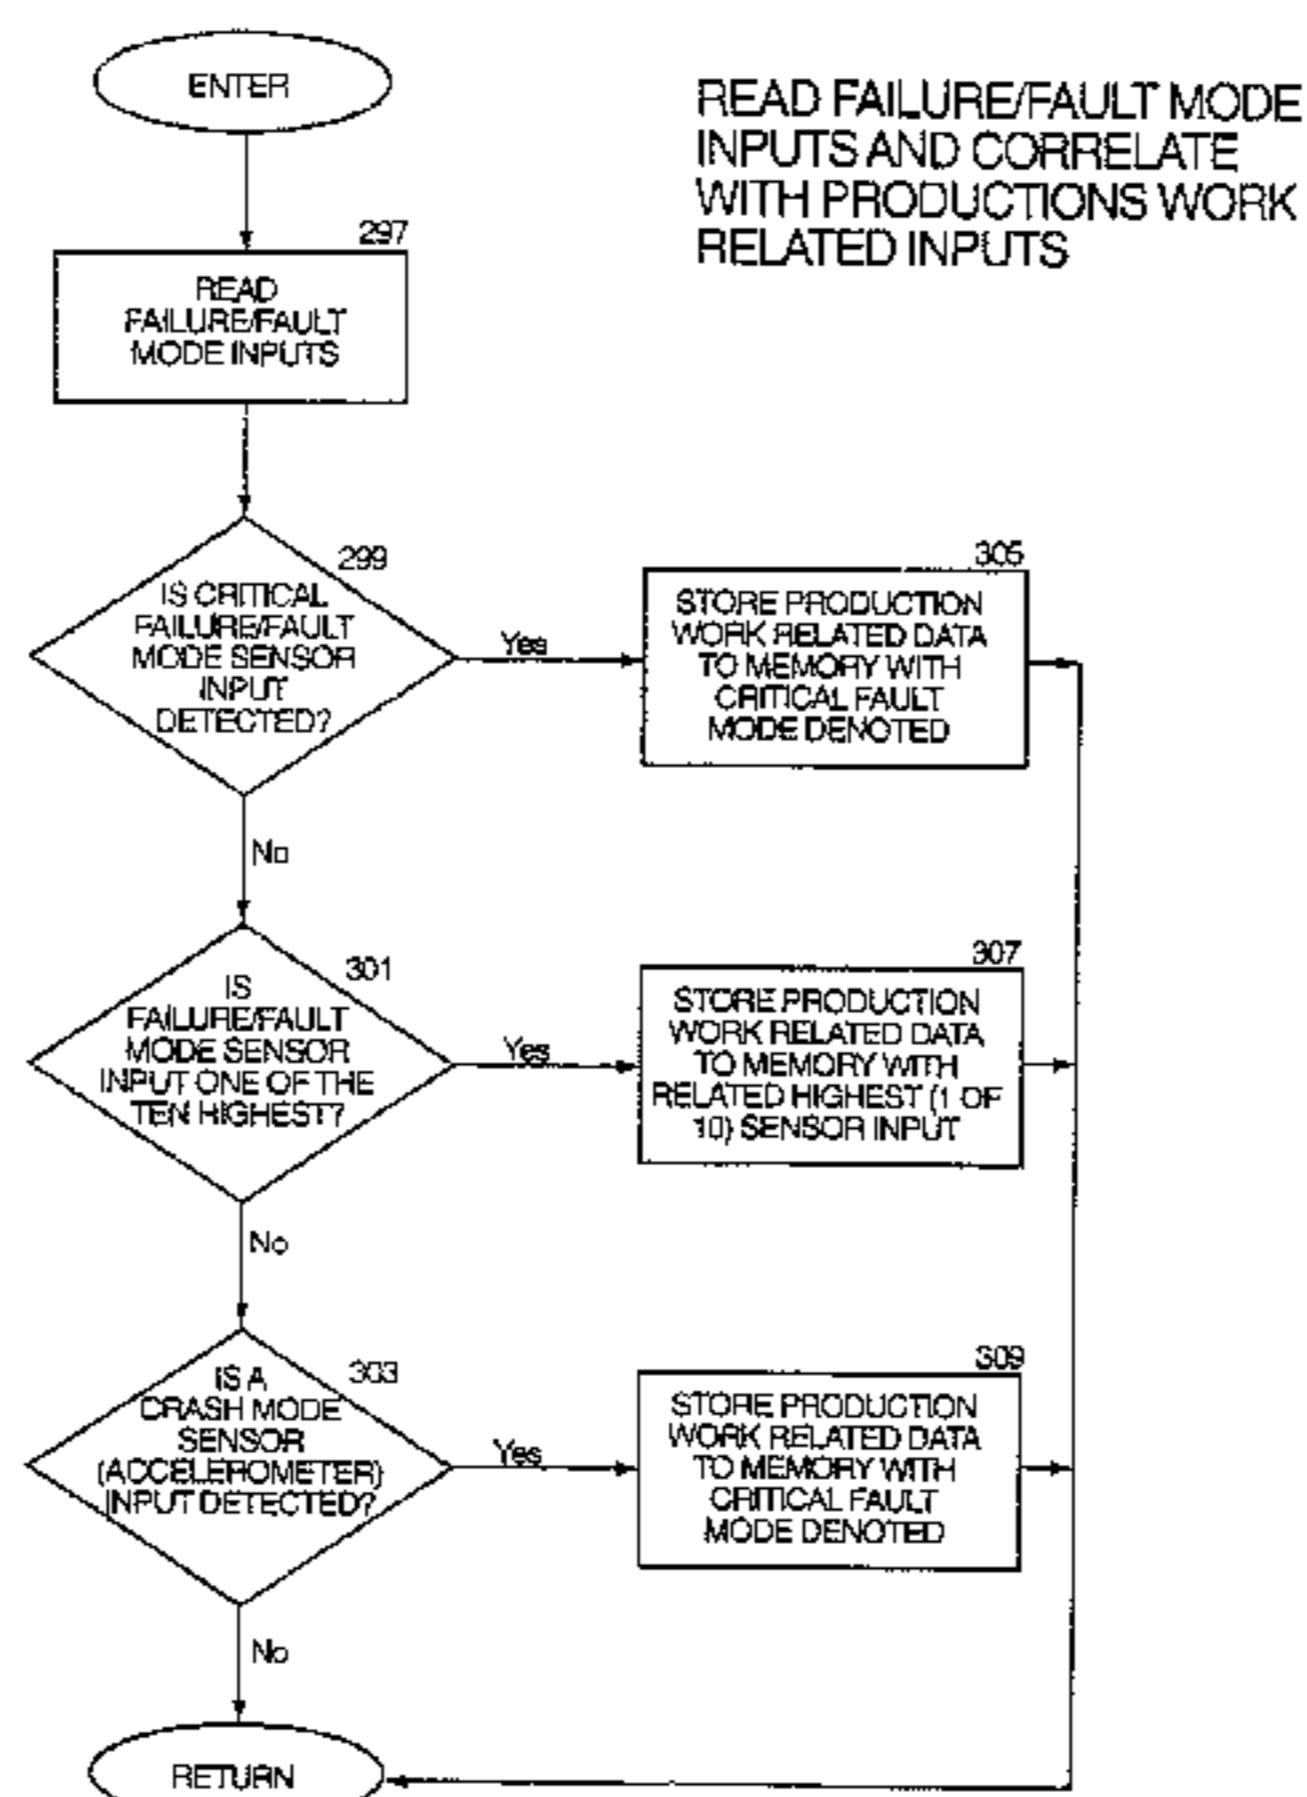 ENTER
READ FAILURE/FAULT MODE
INPUTS AND CORRELATE
WITH PRODUCTIONS WORK
RELATED INPUTS
297
READ
FAILURE/FAULT
MODE INPUTS
299
IS CRITICAL
FAILURE/FAULT
MODE SENSOR
INPUT
DETECTED?
Yes
305
STORE PRODUCTION
WORK RELATED DATA
TO MEMORY WITH
CRITICAL FAULT
MODE DENOTED
No
301
IS
FAILURE/FAULT
MODE SENSOR
INPUT ONE OF THE
TEN HIGHEST?
Yes
307
STORE PRODUCTION
WORK RELATED DATA
TO MEMORY WITH
RELATED HIGHEST (1 OF
10) SENSOR INPUT
No
303
IS A
CRASH MODE
SENSOR
(ACCELEROMETER)
INPUT DETECTED?
Yes
309
STORE PRODUCTION
WORK RELATED DATA
TO MEMORY WITH
CRITICAL FAULT
MODE DENOTED
No
RETURN